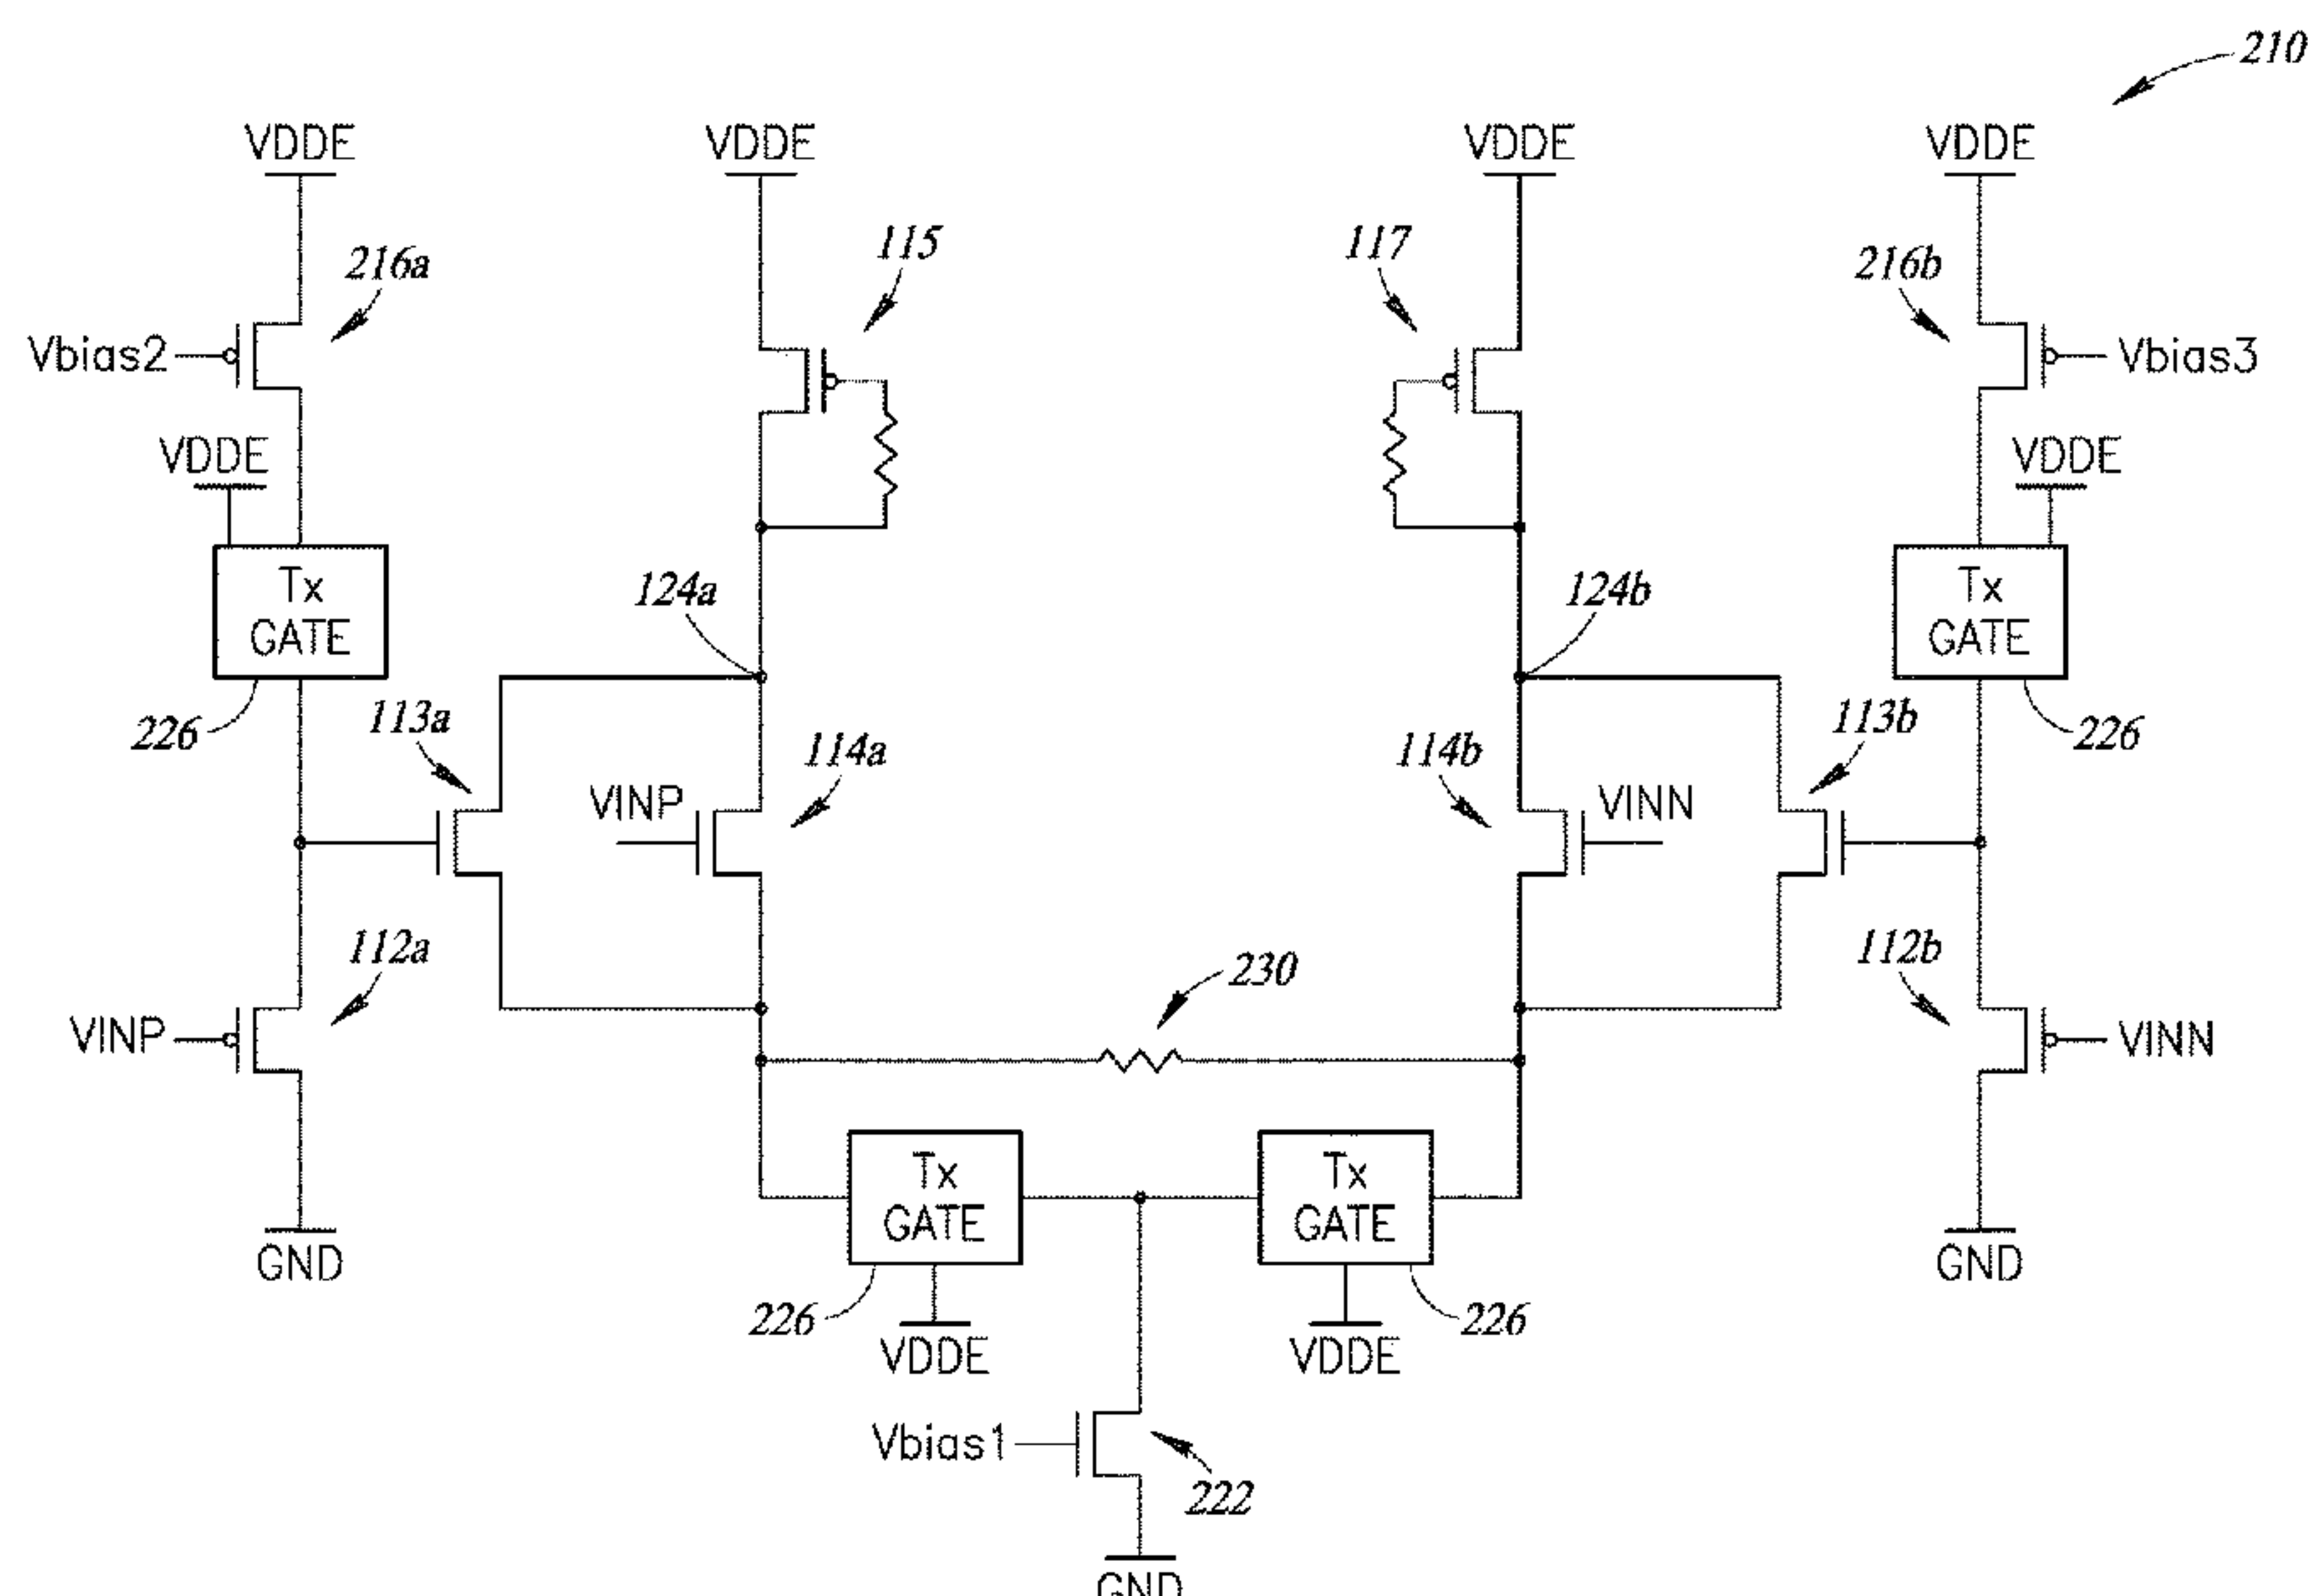 210
VDDE
VDDE
VDDE
VDDE
115
117
216a
216b
Vbias2
Vbias3
VDDE
VDDE
Tx
GATE
124a
124b
Tx
GATE
226
113a
114a
114b
113b
226
VINP
VINN
112a
230
112b
VINP
VINN
Tx
GATE
Tx
GATE
GND
GND
226
VDDE
VDDE
226
Vbias1
222
GND